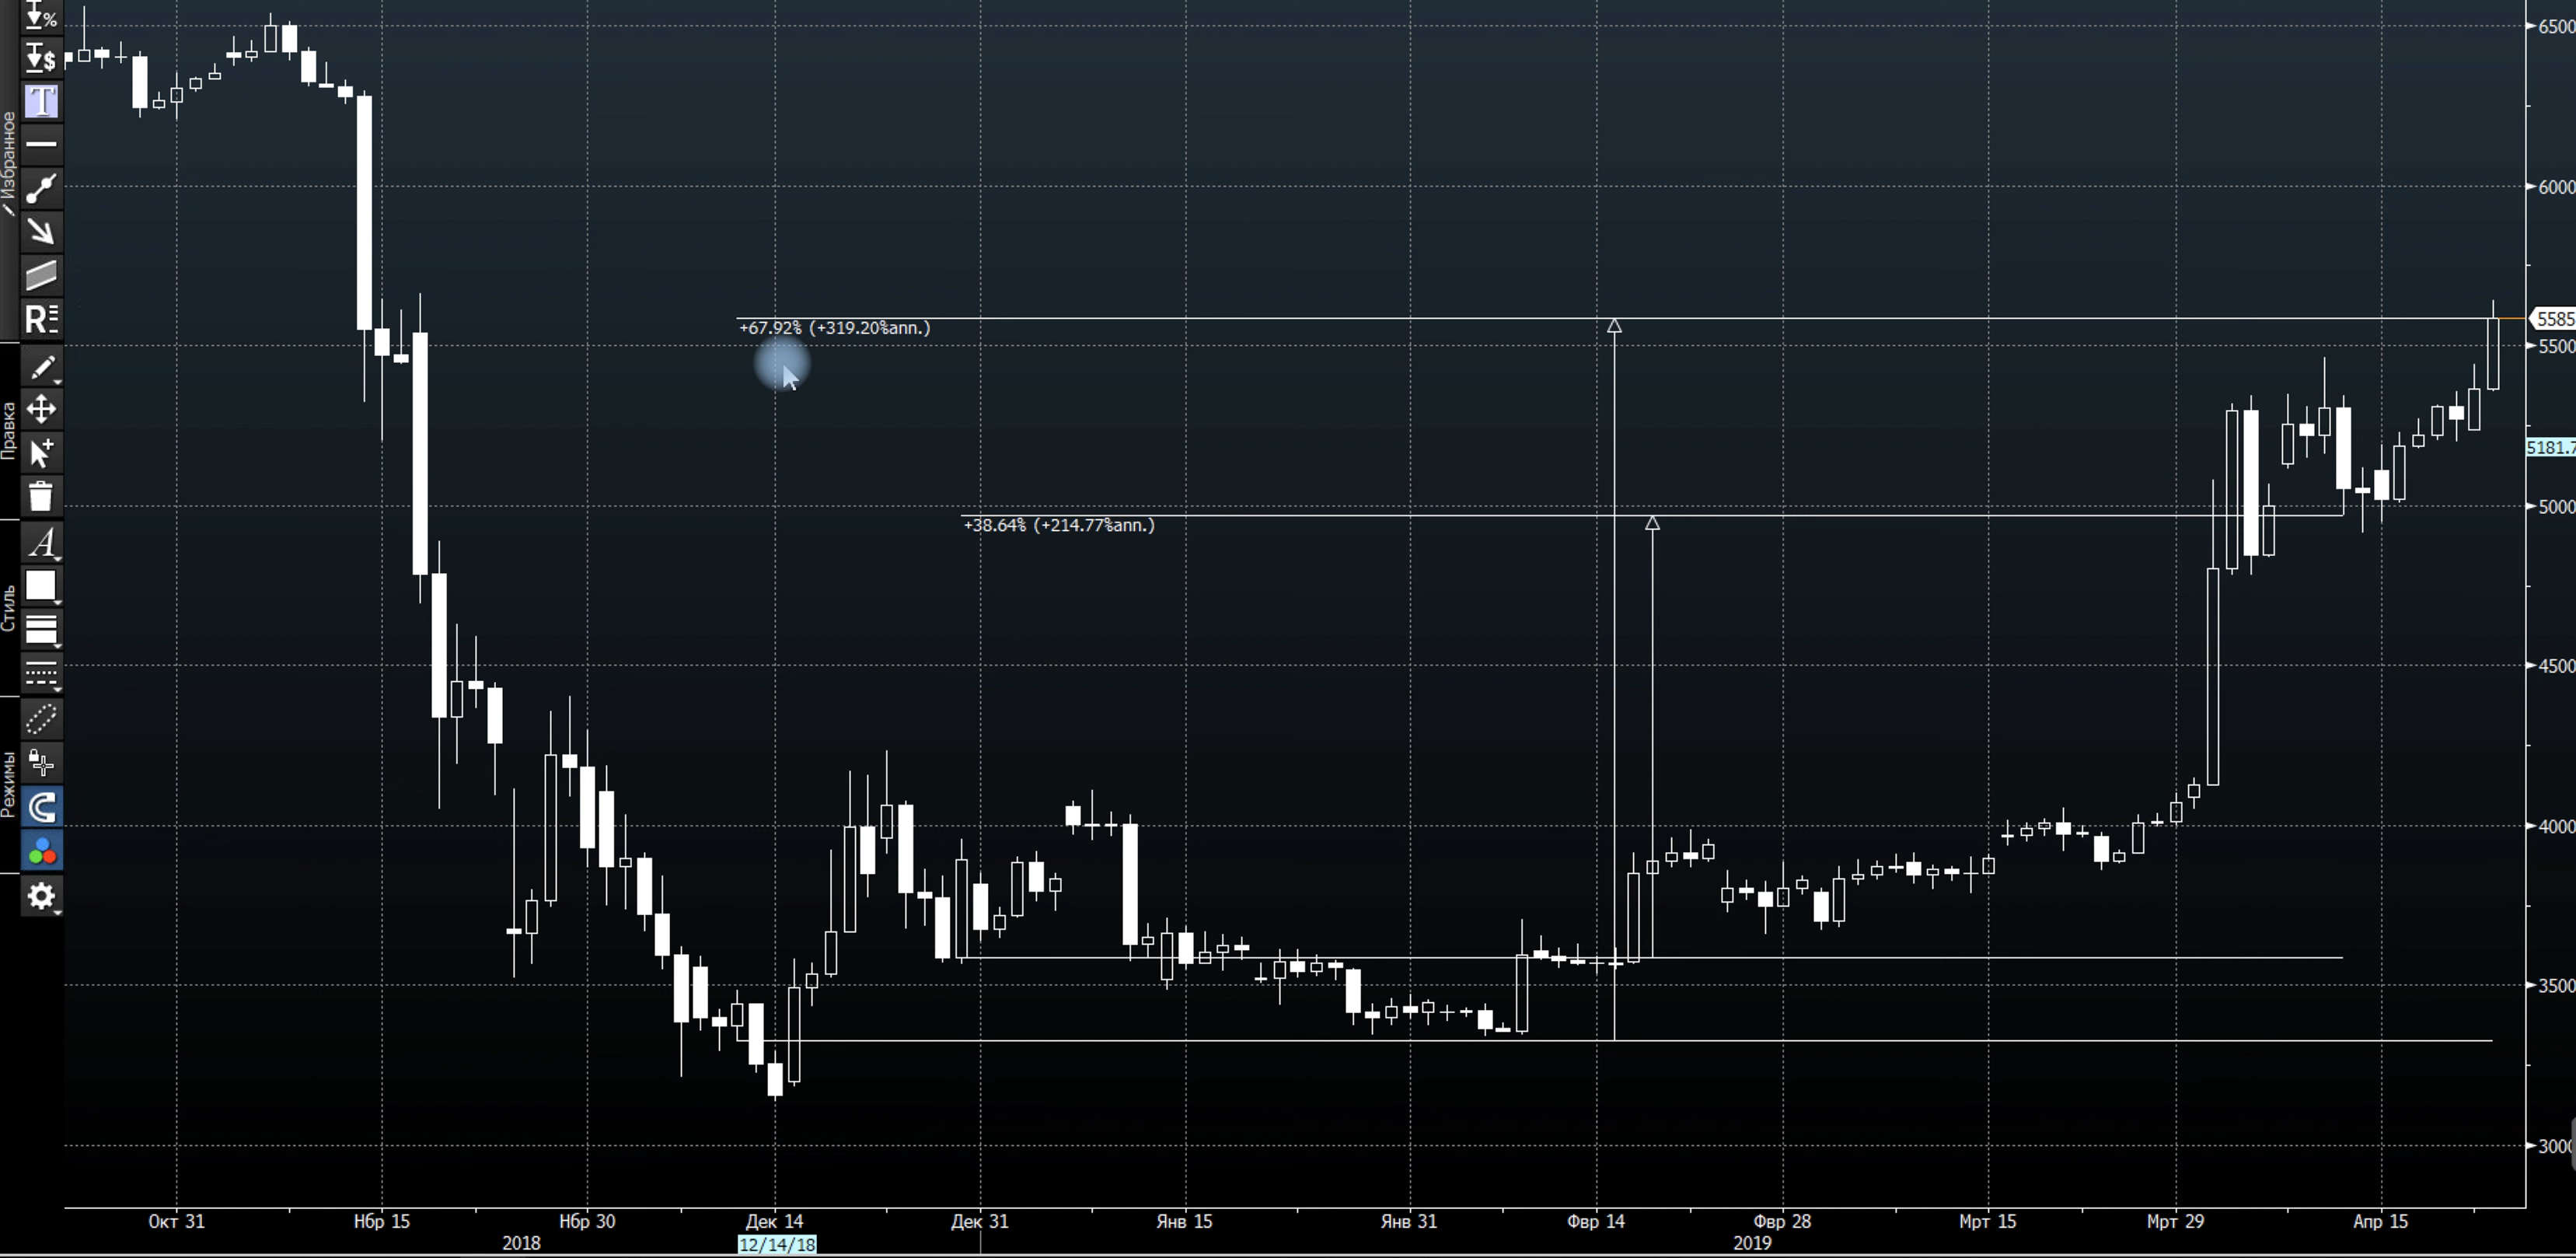 %
$
T
R
A
Избранное
Правка
Стиль
Режимы
+67.92% (+319.20%ann.)
+38.64% (+214.77%ann.)
6500
6000
5585
5500
5181.7
5000
4500
4000
3500
3000
Окт 31
Нбр 15
Нбр 30
Дек 14
Дек 31
Янв 15
Янв 31
Фвр 14
Фвр 28
Мрт 15
Мрт 29
Апр 15
2018
12/14/18
2019